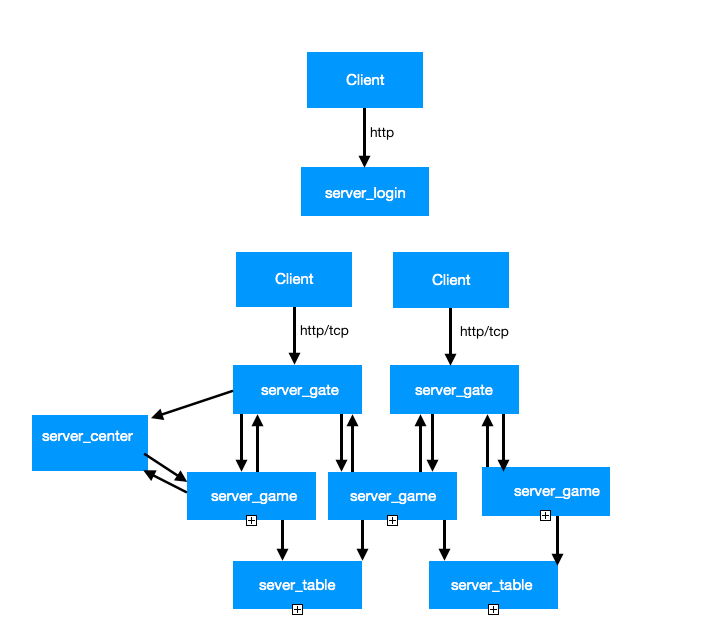 Client
http
server_login
Client
Client
http/tcp
http/tcp
server_gate
server_gate
server_center
server_game
server_game
server_game
sever_table
server_table